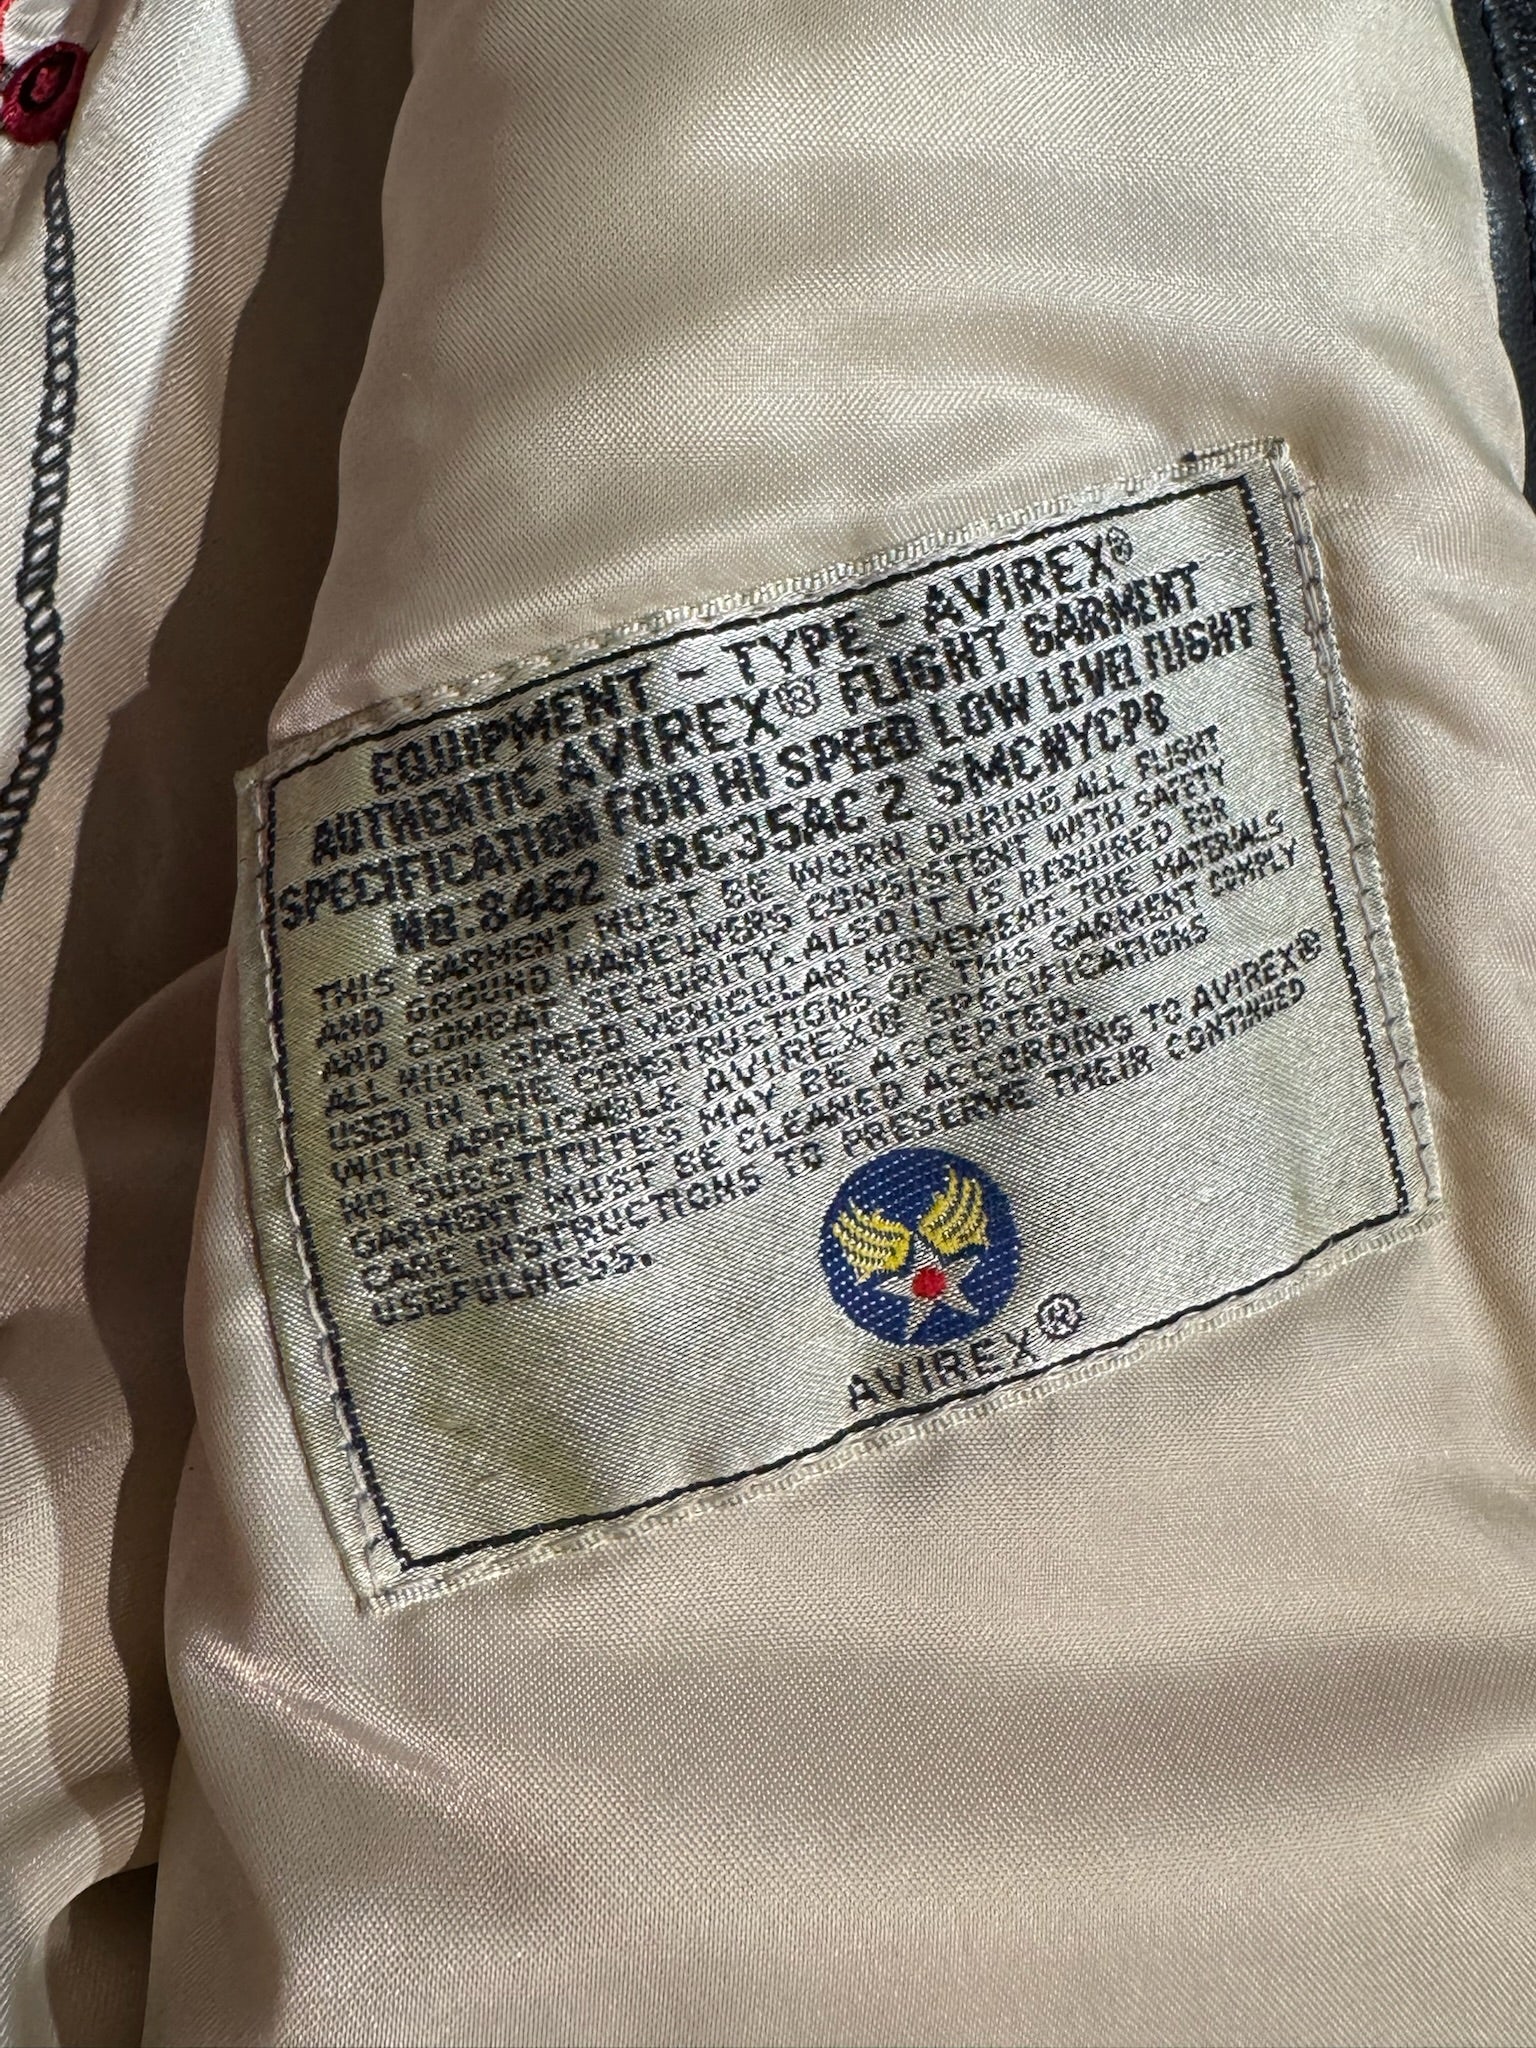 EQUIPMENT - TYPE - AVIREX®
AUTHENTIC AVIREX® FLIGHT GARMENT
SPECIFICATION FOR HI SPEED LOW LEVEL FLIGHT
NO:8462 JRC35AC2 SMCNYCPB
THIS GARMENT MUST BE WORN DURING ALL FLIGHT
AND GROUND MANEUVERS CONSISTENT WITH SAFETY
AND COMBAT SECURITY. ALSO IT IS REQUIRED FOR
ALL HIGH SPEED VEHICULAR MOVEMENT. THE MATERIALS
USED IN THE CONSTRUCTIONS OF THIS GARMENT COMPLY
WITH APPLICABLE AVIREX® SPECIFICATIONS
NO SUBSTITUTES MAY BE ACCEPTED.
GARMENT MUST BE CLEANED ACCORDING TO AVIREX®
CARE INSTRUCTIONS TO PRESERVE THEIR CONTINUED
USEFULNESS.
AVIREX®